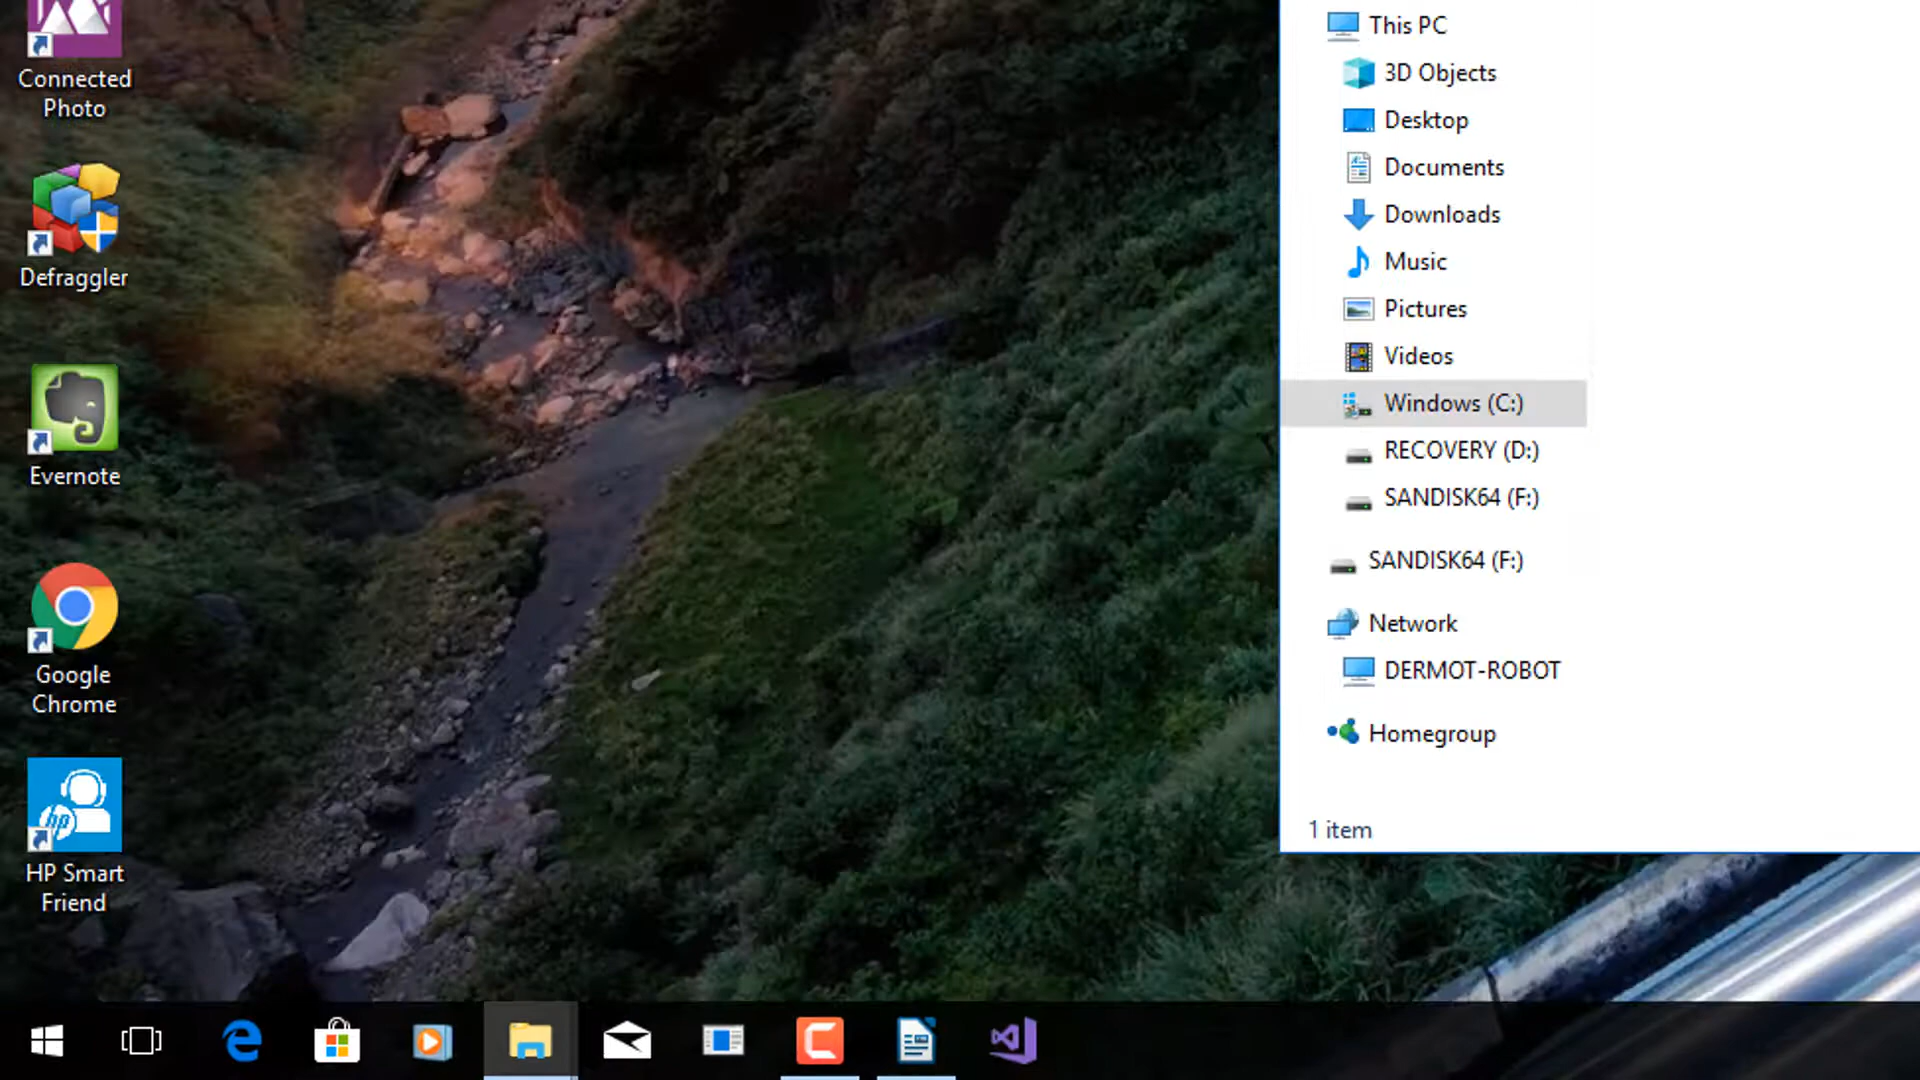 Connected
Photo
Defraggler
Evernote
Google
Chrome
hp
HP Smart
Friend
This PC
3D Objects
Desktop
Documents
Downloads
Music
Pictures
Videos
Windows (C:)
RECOVERY (D:)
SANDISK64 (F:)
SANDISK64 (F:)
Network
DERMOT-ROBOT
Homegroup
1 item